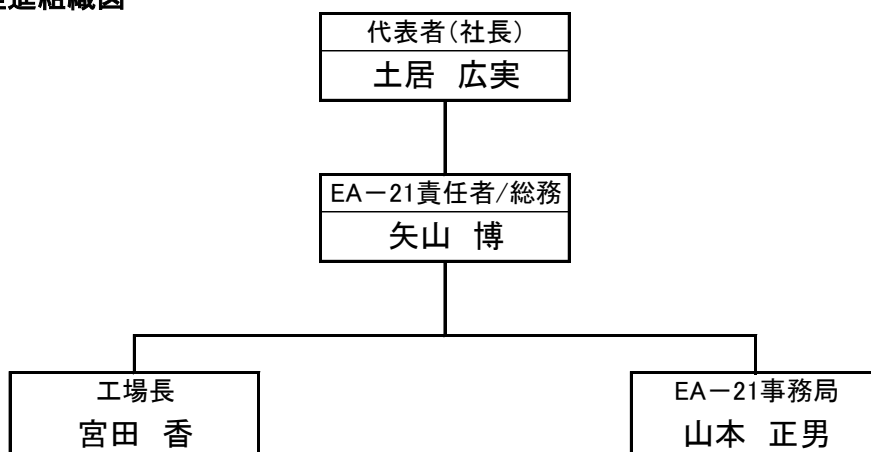 進組織図
代表者(社長)
土居 広実
EA－21責任者/総務
矢山 博
工場長
宮田 香
EA－21事務局
山本 正男